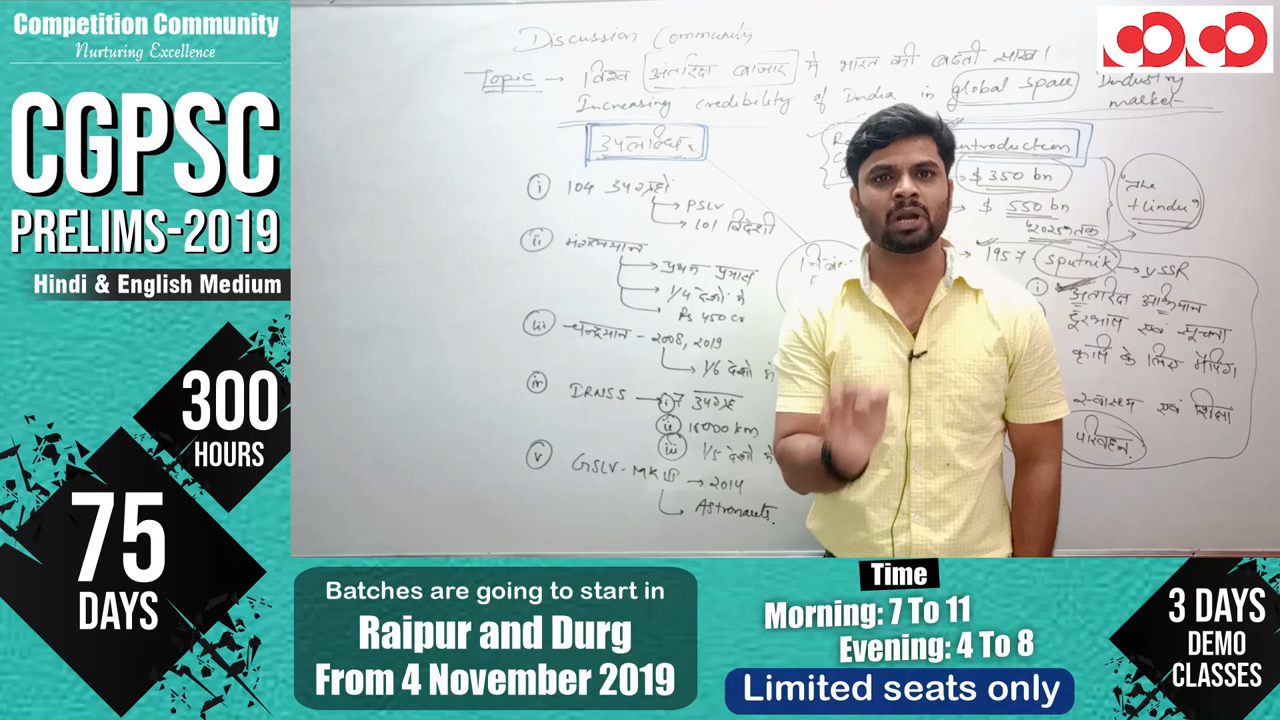 Competition Community
Nurturing Excellence
CGPSC
PRELIMS-2019
Hindi & English Medium
300
HOURS
75
DAYS
Discussion Community
Topic → विश्व अंतरिक्ष बाजार मे भारत की बढती साख।
Increasing credibility of India in global space Industry market
उपलब्धियां
i 104 उपग्रहों
→ PSLV
→ 101 विदेशी
ii मंगलयान
→ प्रथम प्रयास
→ 1/4 देशों मे
→ Rs 450 cr
iii चन्द्रयान - 2008, 2019
→ 1/6 देशो मे
iv IRNSS → i 7 उपग्रह
ii 18000 km
iii 1/5 देशो मे
v GSLV-MK III → 2014
Astronauts.
introduction
→ $ 350 bn
→ $ 550 bn
2025 तक
"The Hindu"
→ 1957 Sputnik → USSR
i अंतरिक्ष अभियान
दूरभाष एवं सूचना
कृषि के लिए मैपिंग
स्वास्थ्य एवं शिक्षा
परिवहन
Batches are going to start in
Raipur and Durg
From 4 November 2019
Time
Morning: 7 To 11
Evening: 4 To 8
Limited seats only
3 DAYS
DEMO
CLASSES